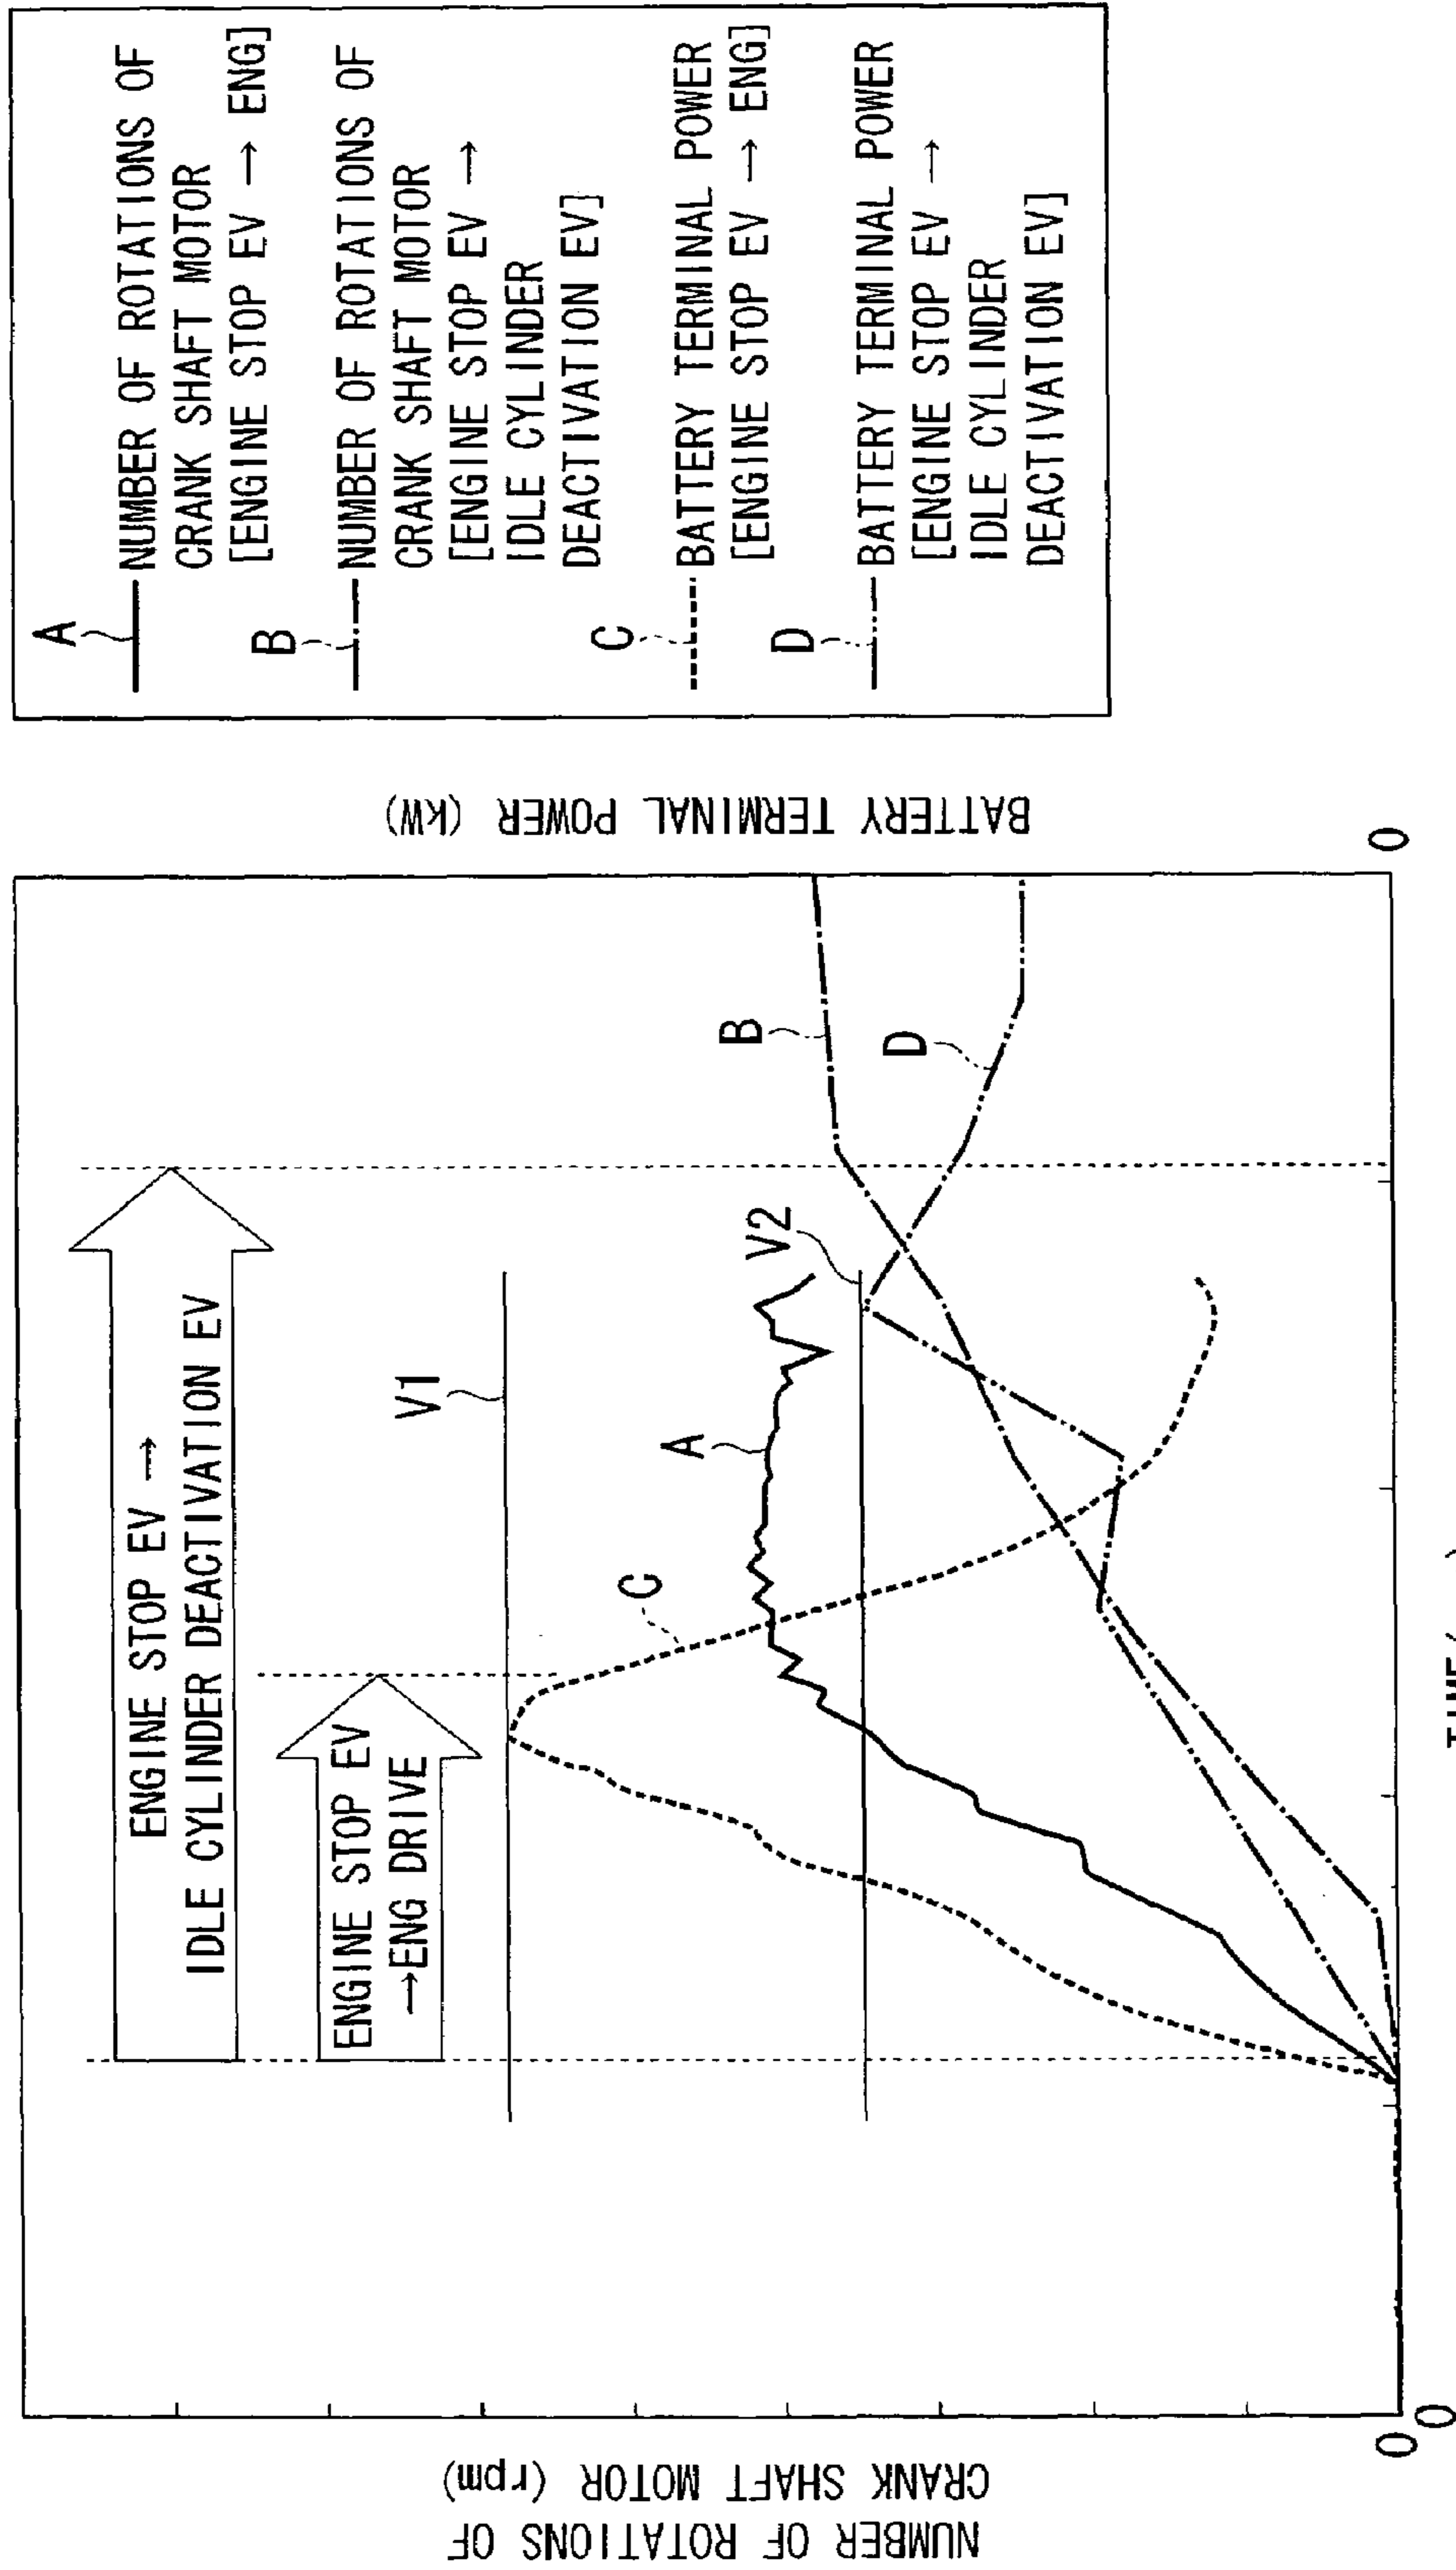 ENGINE STOP EV →
IDLE CYLINDER DEACTIVATION EV
ENGINE STOP EV
→ENG DRIVE
V1
V2
A
B
C
D
NUMBER OF ROTATIONS OF
CRANK SHAFT MOTOR (rpm)
0
0
BATTERY TERMINAL POWER (kW)
0
A
NUMBER OF ROTATIONS OF
CRANK SHAFT MOTOR
[ENGINE STOP EV → ENG]
B
NUMBER OF ROTATIONS OF
CRANK SHAFT MOTOR
[ENGINE STOP EV →
IDLE CYLINDER
DEACTIVATION EV]
C
BATTERY TERMINAL POWER
[ENGINE STOP EV → ENG]
D
BATTERY TERMINAL POWER
[ENGINE STOP EV →
IDLE CYLINDER
DEACTIVATION EV]